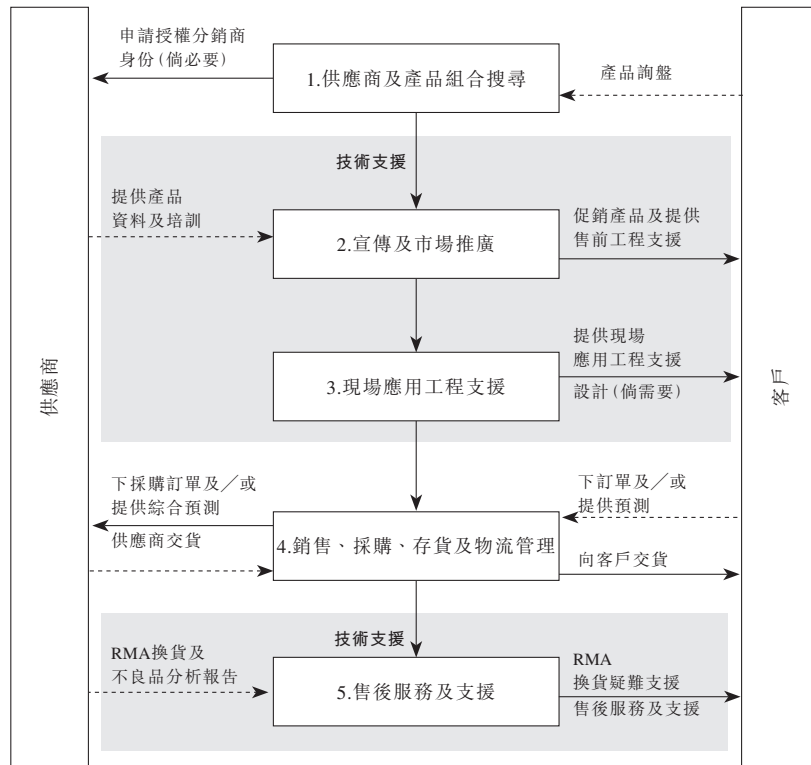 申請授權分銷商
身份(倘必要)
1.供應商及產品組合搜尋
產品詢盤
技術支援
提供產品
資料及培訓
2.宣傳及市場推廣
促銷產品及提供
售前工程支援
供應商
3.現場應用工程支援
提供現場
應用工程支援
設計(倘需要)
客戶
下採購訂單及／或
提供綜合預測
供應商交貨
4.銷售、採購、存貨及物流管理
下訂單及／或
提供預測
向客戶交貨
技術支援
RMA換貨及
不良品分析報告
5.售後服務及支援
RMA
換貨疑難支援
售後服務及支援